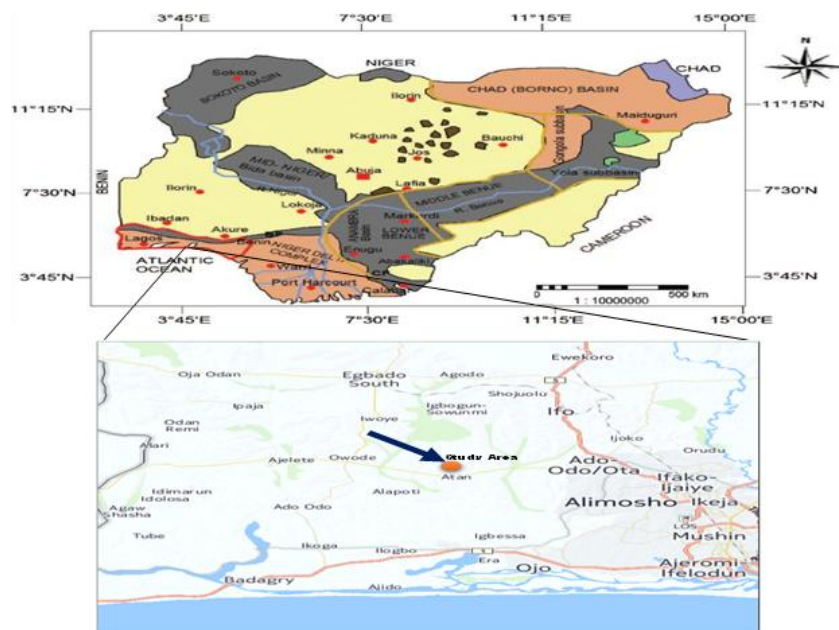 3°45'E 7°30'E 11°15'E 15°00'E
N
NIGER
CHAD
Sokoto
SOKOTO BASIN
11°15'N
Ilorin
CHAD (BORNO) BASIN
11°15'N
Maiduguri
Kaduna
Bauchi
Gongola subbasin
Minna
Jos
Abuja
MID-NIGER/
Bida basin
Lafia
Yola subbasin
7°30'N
7°30'N
BENIN
Ilorin
R. NIGER
MIDDLE BENUE
R. Benue
Lokoja
Markurdi
Ibadan
ANAMBRA
Basin
LOWER
BENUE
CAMEROON
Akure
Lagos
Benin
Enugu
NIGER DELTA
COMPLEX
Abakaliki
ATLANTIC
OCEAN
Warri
3°45'N
3°45'N
Port Harcourt
Calabar
0
500 km
1 : 10000000
3°45'E 7°30'E 11°15'E 15°00'E
Ewekoro
Oja Odan
Egbado
South
Agodo
Shojuolu
Ipaja
Igbogun-
Sowunmi
Ifo
Odan
Remi
Iwoye
Ijoko
Orudu
Ajelete
Owode
Study Area
Ado-
Odo/Ota
Atan
Ifako-
Ijaiye
Idimarun
Idolosa
Alapoti
Alimosho
Ikeja
Agaw
Shasha
Ado Odo
LOS
Tube
Mushin
Igbessa
Ikoga
Ilogbo
Era
Ojo
Ajeromi-
Ifelodun
Badagry
Ajido